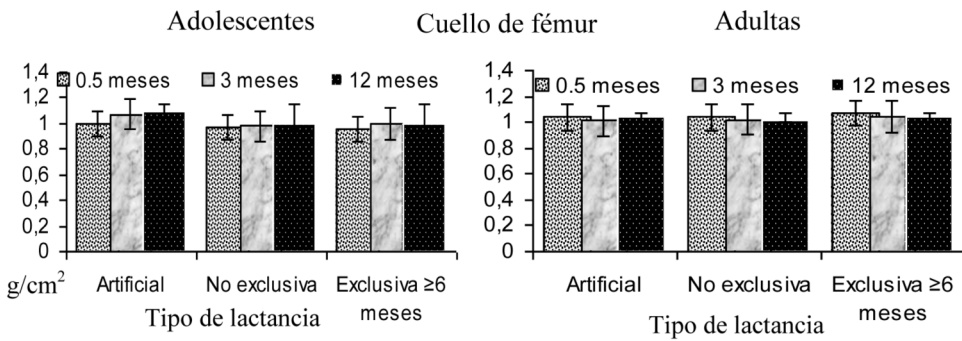 Adolescentes
Cuello de fémur
Adultas
1,4
1,2
1
0,8
0,6
0,4
0,2
0
0.5 meses
3 meses
12 meses
g/cm²
Artificial
No exclusiva
Exclusiva ≥6
meses
Tipo de lactancia
1,4
1,2
1
0,8
0,6
0,4
0,2
0
0.5 meses
3 meses
12 meses
Artificial
No exclusiva
Exclusiva ≥6
meses
Tipo de lactancia